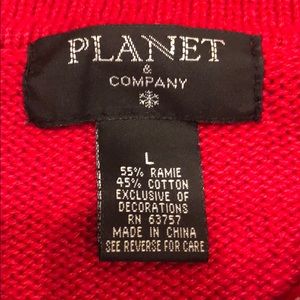 PLANET
&
COMPANY
L
55% RAMIE
45% COTTON
EXCLUSIVE OF
DECORATIONS
RN 63757
MADE IN CHINA
SEE REVERSE FOR CARE